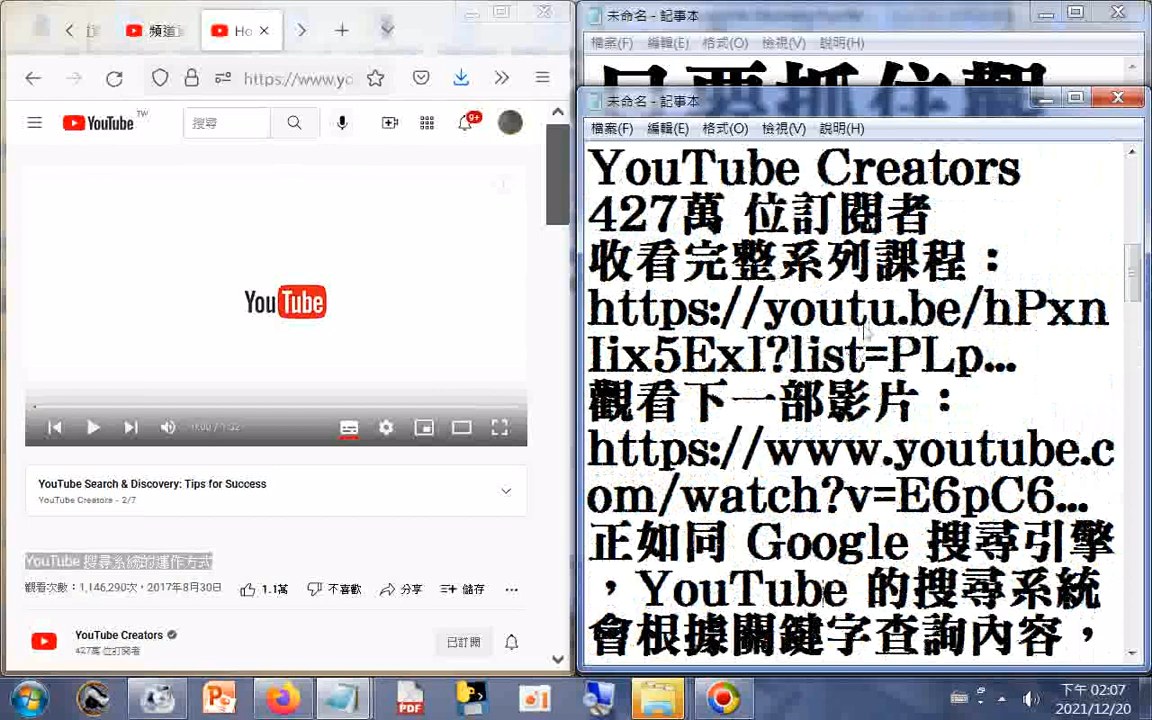 頻道
Ho
https://www.yo
YouTube TW
搜尋
9+
YouTube
YouTube Search & Discovery: Tips for Success
YouTube Creators - 2/7
YouTube 搜尋系統的運作方式
觀看次數：1,146,290次，2017年8月30日
1.1萬
不喜歡
分享
儲存
YouTube Creators
427萬 位訂閱者
已訂閱
未命名 - 記事本
檔案(F) 編輯(E) 格式(O) 檢視(V) 說明(H)
只要抓住觀
未命名 - 記事本
檔案(F) 編輯(E) 格式(O) 檢視(V) 說明(H)
YouTube Creators
427萬 位訂閱者
收看完整系列課程：
https://youtu.be/hPxn
Iix5ExI?list=PLp...
觀看下一部影片：
https://www.youtube.c
om/watch?v=E6pC6...
正如同 Google 搜尋引擎
，YouTube 的搜尋系統
會根據關鍵字查詢內容，
PDF
下午 02:07
2021/12/20